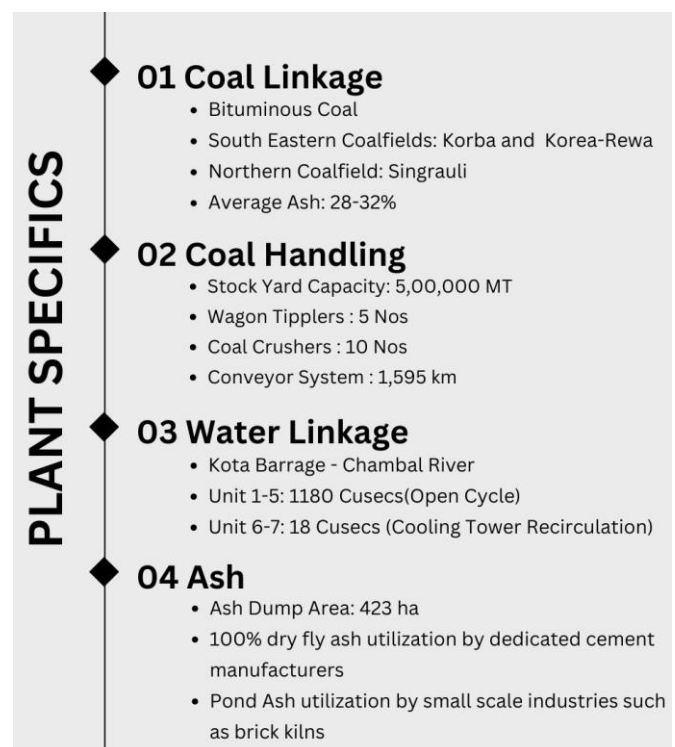 PLANT SPECIFICS
01 Coal Linkage
• Bituminous Coal
• South Eastern Coalfields: Korba and Korea-Rewa
• Northern Coalfield: Singrauli
• Average Ash: 28-32%
02 Coal Handling
• Stock Yard Capacity: 5,00,000 MT
• Wagon Tipplers : 5 Nos
• Coal Crushers : 10 Nos
• Conveyor System : 1,595 km
03 Water Linkage
• Kota Barrage - Chambal River
• Unit 1-5: 1180 Cusecs(Open Cycle)
• Unit 6-7: 18 Cusecs (Cooling Tower Recirculation)
04 Ash
• Ash Dump Area: 423 ha
• 100% dry fly ash utilization by dedicated cement
manufacturers
• Pond Ash utilization by small scale industries such
as brick kilns